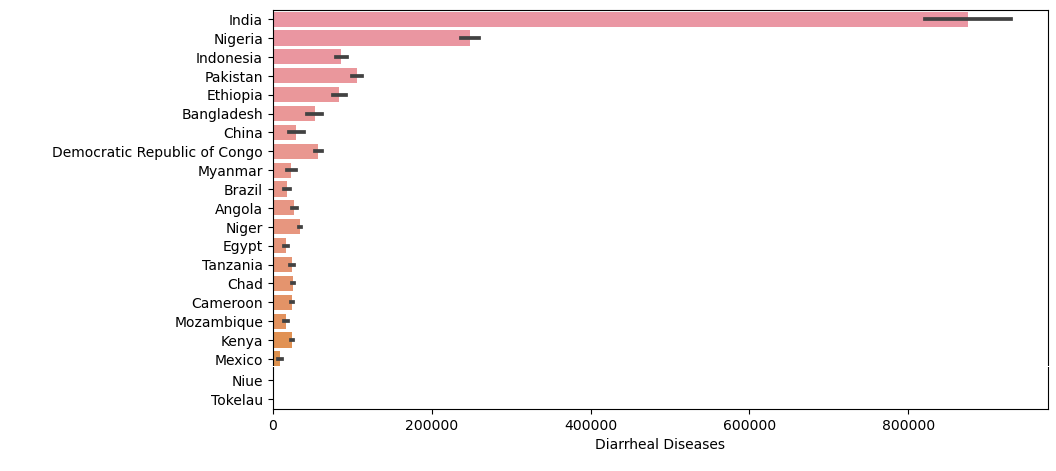 India
Nigeria
Indonesia
Pakistan
Ethiopia
Bangladesh
China
Democratic Republic of Congo
Myanmar
Brazil
Angola
Niger
Egypt
Tanzania
Chad
Cameroon
Mozambique
Kenya
Mexico
Niue
Tokelau
0 200000 400000 600000 800000
Diarrheal Diseases